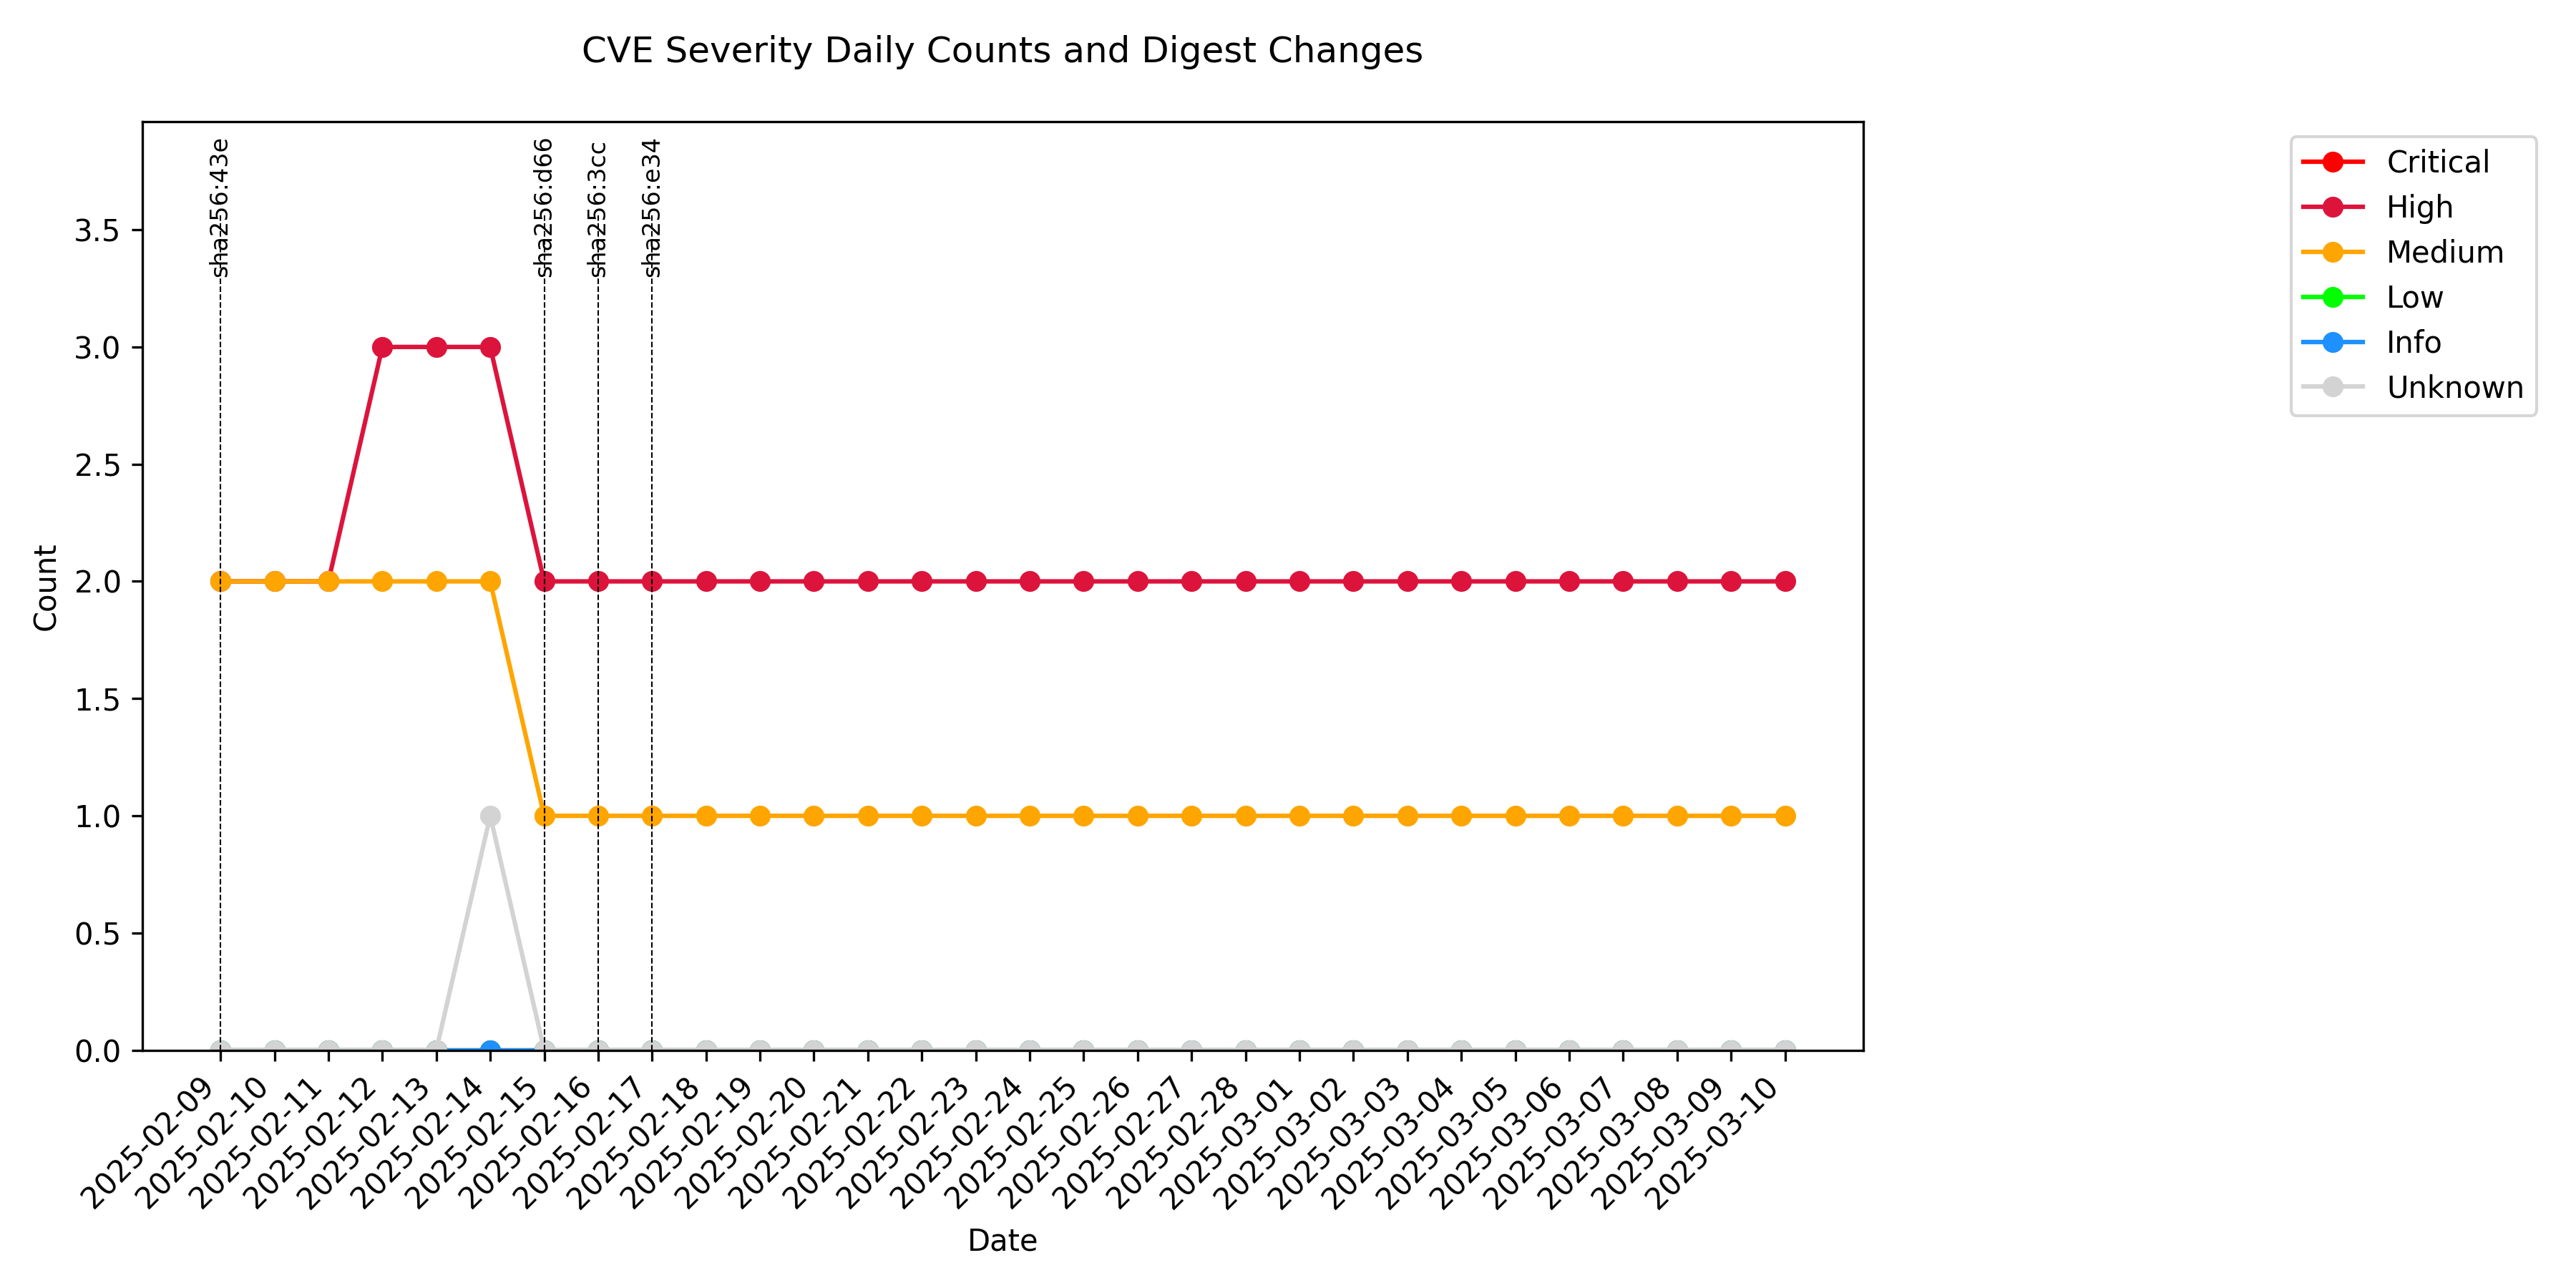 CVE Severity Daily Counts and Digest Changes
sha256:43e
sha256:d66
sha256:3cc
sha256:e34
Critical
High
Medium
Low
Info
Unknown
Count
3.5
3.0
2.5
2.0
1.5
1.0
0.5
0.0
2025-02-09
2025-02-10
2025-02-11
2025-02-12
2025-02-13
2025-02-14
2025-02-15
2025-02-16
2025-02-17
2025-02-18
2025-02-19
2025-02-20
2025-02-21
2025-02-22
2025-02-23
2025-02-24
2025-02-25
2025-02-26
2025-02-27
2025-02-28
2025-03-01
2025-03-02
2025-03-03
2025-03-04
2025-03-05
2025-03-06
2025-03-07
2025-03-08
2025-03-09
2025-03-10
Date